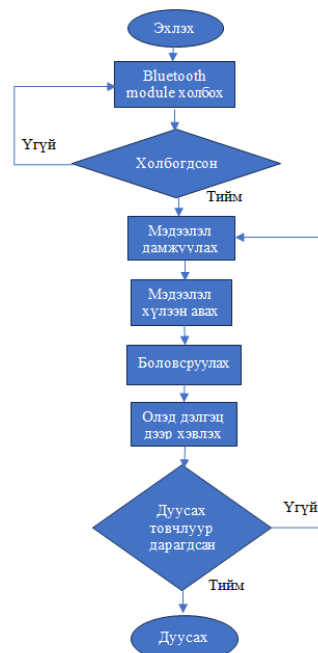 Эхлэх
Bluetooth
module холбох
Үгүй
Холбогдсон
Тийм
Мэдээлэл
дамжуулах
Мэдээлэл
хүлээн авах
Боловсруулах
Олэд дэлгэц
дээр хэвлэх
Дуусах
товчлуур
дарагдсан
Үгүй
Тийм
Дуусах